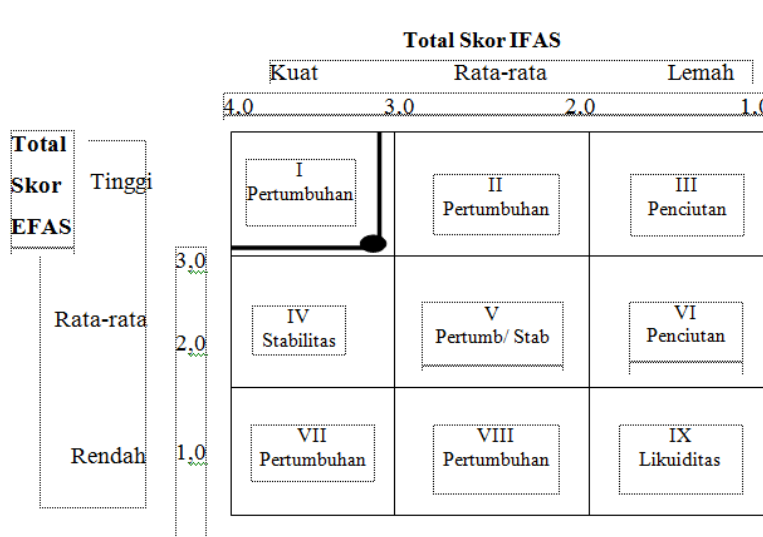 Total Skor IFAS
Kuat Rata-rata Lemah
4,0 3,0 2,0 1,0
Total
Skor
EFAS
Tinggi
I
Pertumbuhan
II
Pertumbuhan
III
Penciutan
3,0
Rata-rata
2,0
IV
Stabilitas
V
Pertumb/ Stab
VI
Penciutan
Rendah
1,0
VII
Pertumbuhan
VIII
Pertumbuhan
IX
Likuiditas